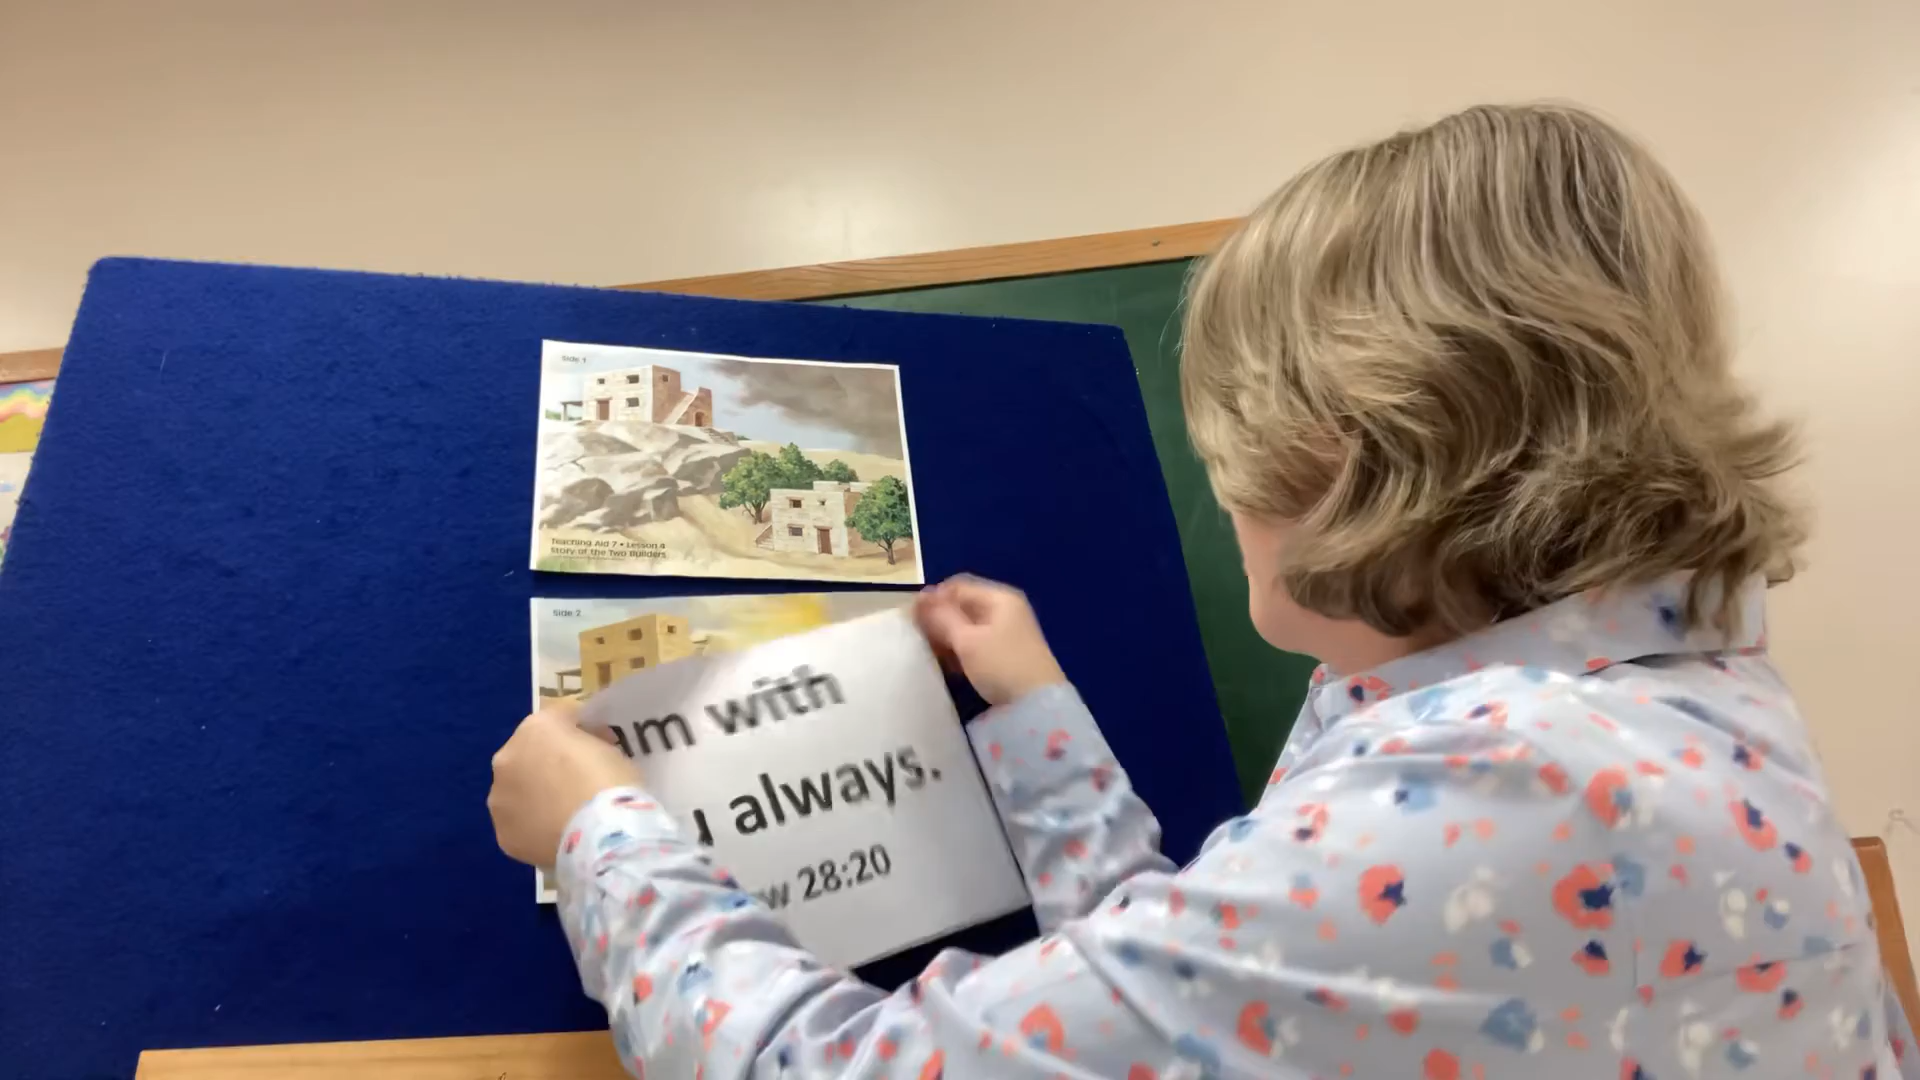 Side 1
Teaching Aid 7 • Lesson 4
Story of the Two Builders
Side 2
am with
always.
28:20